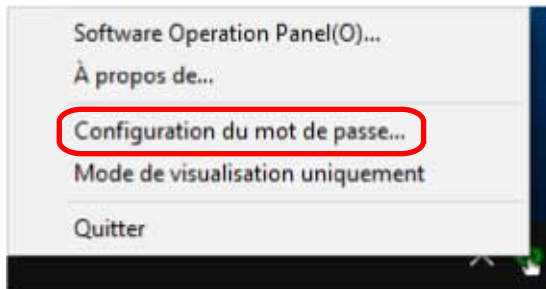 Software Operation Panel(O)...
À propos de...
Configuration du mot de passe...
Mode de visualisation uniquement
Quitter